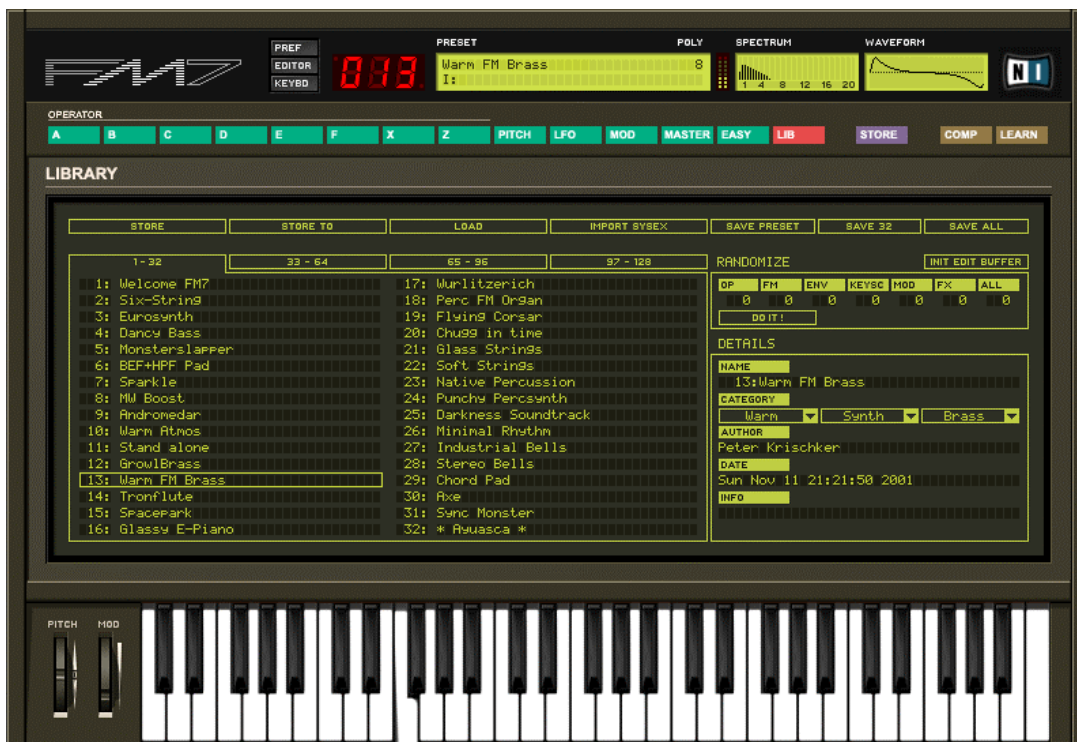 FM7
PREF
EDITOR
KEYBD
013
PRESET POLY
Warm FM Brass 8
I:
SPECTRUM
1 4 8 12 16 20
WAVEFORM
NI
OPERATOR
A B C D E F X Z PITCH LFO MOD MASTER EASY LIB STORE COMP LEARN
LIBRARY
STORE STORE TO LOAD IMPORT SYSEX SAVE PRESET SAVE 32 SAVE ALL
1-32 33 - 64 65 - 96 97 - 128
1: Welcome FM7
2: Six-String
3: Eurosynth
4: Dancy Bass
5: Monsterslapper
6: BEF+HPF Pad
7: Sparkle
8: MW Boost
9: Andromedar
10: Warm Atmos
11: Stand alone
12: GrowlBrass
13: Warm FM Brass
14: Tronflute
15: Spacepark
16: Glassy E-Piano
17: Wurlitzerich
18: Perc FM Organ
19: Flying Corsar
20: Chugg in time
21: Glass Strings
22: Soft Strings
23: Native Percussion
24: Punchy Percsynth
25: Darkness Soundtrack
26: Minimal Rhythm
27: Industrial Bells
28: Stereo Bells
29: Chord Pad
30: Axe
31: Sync Monster
32: * Ayuasca *
RANDOMIZE INIT EDIT BUFFER
OP FM ENV KEYSC MOD FX ALL
0 0 0 0 0 0 0
DO IT!
DETAILS
NAME
13:Warm FM Brass
CATEGORY
Warm Synth Brass
AUTHOR
Peter Krischker
DATE
Sun Nov 11 21:21:50 2001
INFO
PITCH MOD